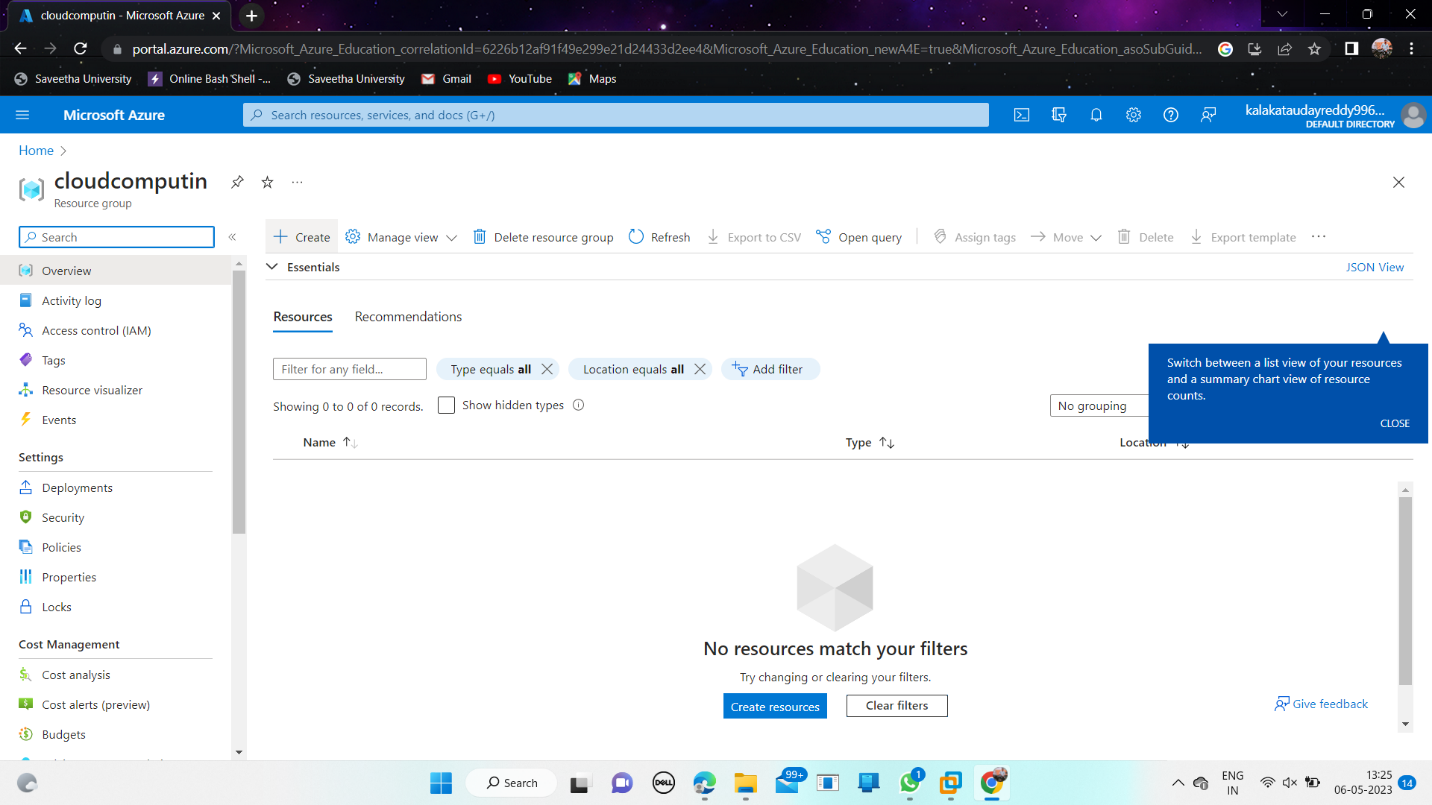 cloudcomputin - Microsoft Azure
portal.azure.com/?Microsoft_Azure_Education_correlationId=6226b12af91f49e299e21d24433d2ee4&Microsoft_Azure_Education_newA4E=true&Microsoft_Azure_Education_asoSubGuid...
Saveetha University
Online Bash Shell -...
Saveetha University
Gmail
YouTube
Maps
Microsoft Azure
Search resources, services, and docs (G+/)
kalakataudayreddy996...
DEFAULT DIRECTORY
Home >
cloudcomputin
...
Resource group
Search
«
Create
Manage view
Delete resource group
Refresh
Export to CSV
Open query
Assign tags
Move
Delete
Export template
...
Overview
Activity log
Access control (IAM)
Tags
Resource visualizer
Events
Settings
Deployments
Security
Policies
Properties
Locks
Cost Management
Cost analysis
Cost alerts (preview)
Budgets
Essentials
JSON View
Resources
Recommendations
Switch between a list view of your resources
and a summary chart view of resource
counts.
CLOSE
Filter for any field...
Type equals all
Location equals all
Add filter
Showing 0 to 0 of 0 records.
Show hidden types
No grouping
Name
Type
Location
No resources match your filters
Try changing or clearing your filters.
Create resources
Clear filters
Give feedback
Search
DELL
99+
1
ENG
IN
13:25
06-05-2023
14